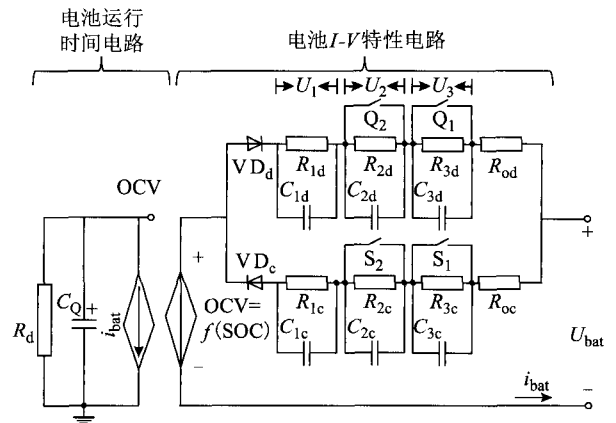 电池运行
时间电路
电池I-V特性电路
U1 U2 U3
Q2 Q1
VDd R1d R2d R3d Rod
C1d C2d C3d
OCV
+
VDc S2 S1
R1c R2c R3c Roc
C1c C2c C3c
OCV=
f(SOC)
Rd CQ + ibat
+
Ubat
−
ibat
−